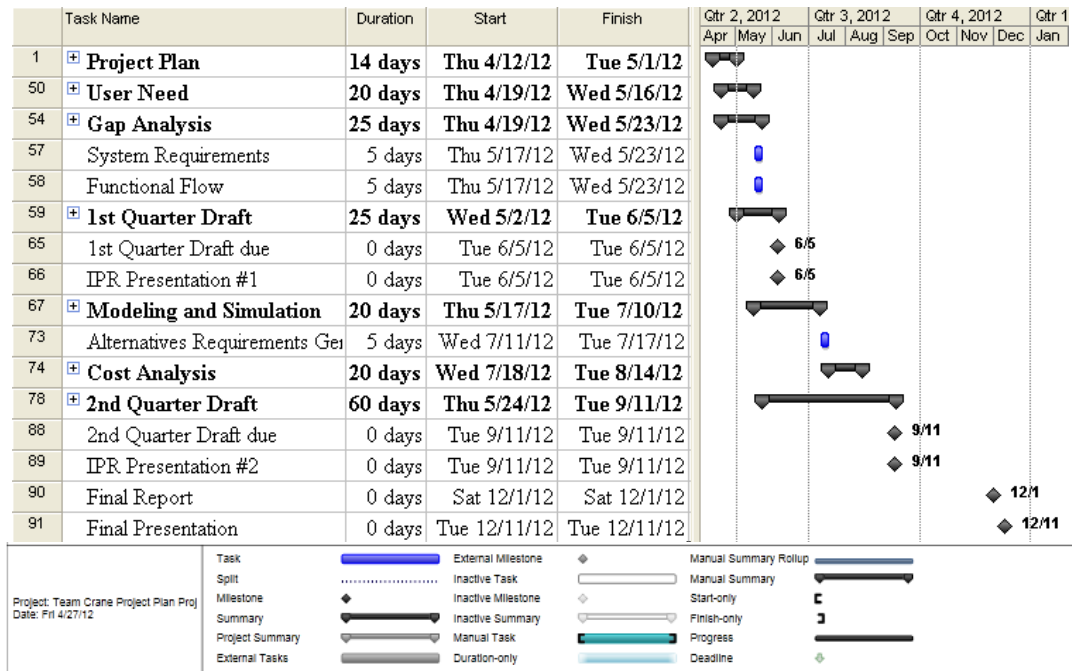 Task Name Duration Start Finish Qtr 2, 2012 Qtr 3, 2012 Qtr 4, 2012 Qtr 1
Apr May Jun Jul Aug Sep Oct Nov Dec Jan
1 Project Plan 14 days Thu 4/12/12 Tue 5/1/12
50 User Need 20 days Thu 4/19/12 Wed 5/16/12
54 Gap Analysis 25 days Thu 4/19/12 Wed 5/23/12
57 System Requirements 5 days Thu 5/17/12 Wed 5/23/12
58 Functional Flow 5 days Thu 5/17/12 Wed 5/23/12
59 1st Quarter Draft 25 days Wed 5/2/12 Tue 6/5/12
65 1st Quarter Draft due 0 days Tue 6/5/12 Tue 6/5/12 6/5
66 IPR Presentation #1 0 days Tue 6/5/12 Tue 6/5/12 6/5
67 Modeling and Simulation 20 days Thu 5/17/12 Tue 7/10/12
73 Alternatives Requirements Ger 5 days Wed 7/11/12 Tue 7/17/12
74 Cost Analysis 20 days Wed 7/18/12 Tue 8/14/12
78 2nd Quarter Draft 60 days Thu 5/24/12 Tue 9/11/12
88 2nd Quarter Draft due 0 days Tue 9/11/12 Tue 9/11/12 9/11
89 IPR Presentation #2 0 days Tue 9/11/12 Tue 9/11/12 9/11
90 Final Report 0 days Sat 12/1/12 Sat 12/1/12 12/1
91 Final Presentation 0 days Tue 12/11/12 Tue 12/11/12 12/11
Project: Team Crane Project Plan Proj
Date: Fri 4/27/12
Task External Milestone Manual Summary Rollup
Split Inactive Task Manual Summary
Milestone Inactive Milestone Start-only
Summary Inactive Summary Finish-only
Project Summary Manual Task Progress
External Tasks Duration-only Deadline